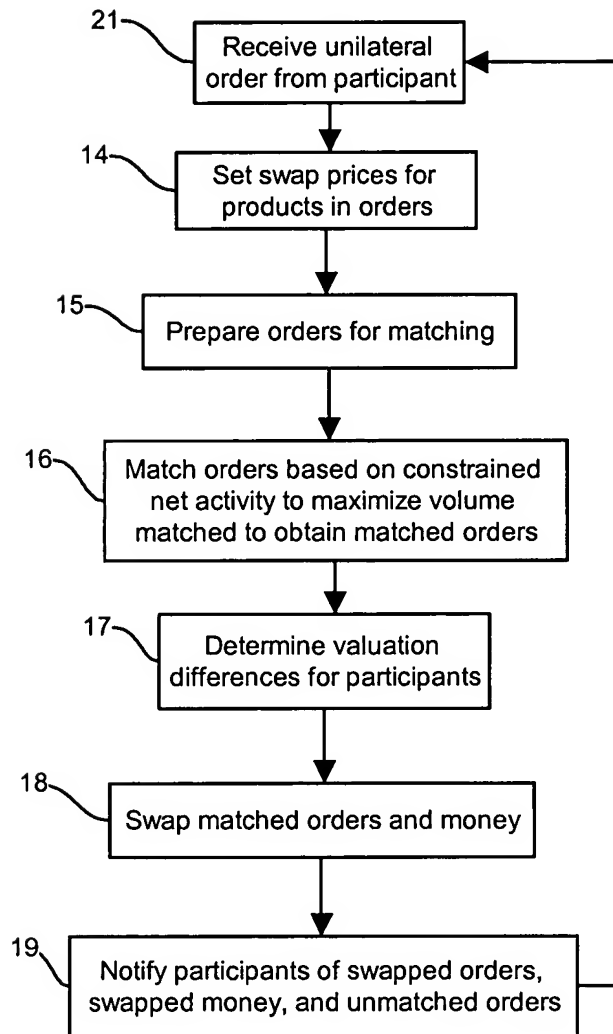 21
Receive unilateral
order from participant
14
Set swap prices for
products in orders
15
Prepare orders for matching
16
Match orders based on constrained
net activity to maximize volume
matched to obtain matched orders
17
Determine valuation
differences for participants
18
Swap matched orders and money
19
Notify participants of swapped orders,
swapped money, and unmatched orders